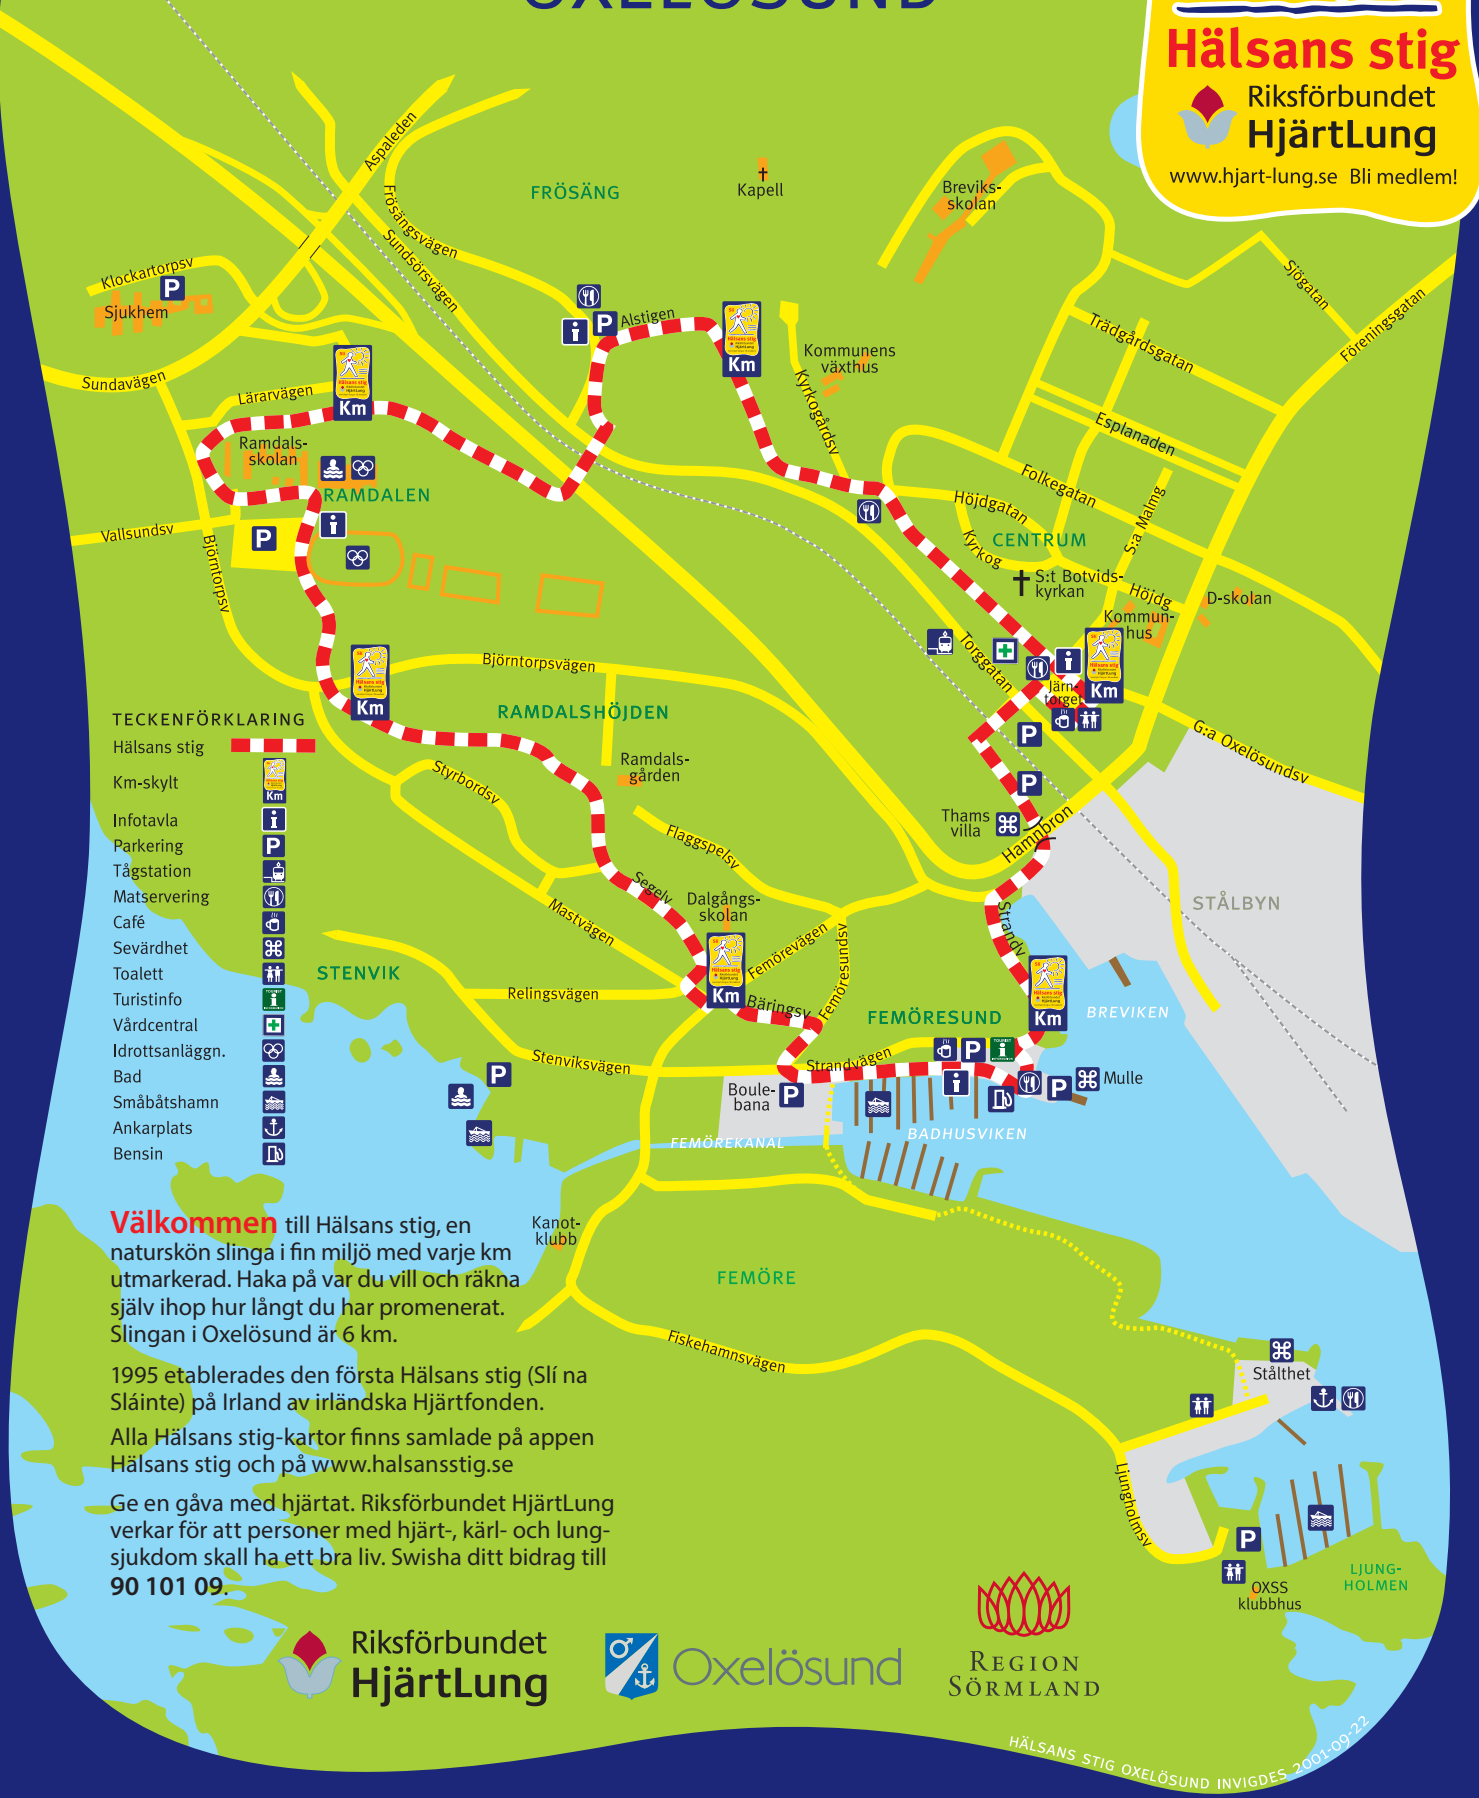 OXELÖSUND
Hälsans stig
Riksförbundet
HjärtLung
www.hjart-lung.se Bli medlem!
Aspaleden
Frösängsvägen
Sundsörsvägen
FRÖSÄNG
Kapell
Breviks-
skolan
Klockartorpsv
P
Sjukhem
Sundavägen
Lärarvägen
Km
P
Alstigen
Km
Kommunens
växthus
Kyrkogårdsv
Sjögatan
Föreningsgatan
Trädgårdsgatan
Esplanaden
Folkegatan
S:a Malmg
Höjdgatan
Kyrkog
CENTRUM
S:t Botvids-
kyrkan
Höjdg
D-skolan
Kommun-
hus
Ramdals-
skolan
RAMDALEN
Vallsundsv
P
Björntorpsv
Km
Björntorpsvägen
RAMDALSHÖJDEN
Torggatan
Järn-
torget
Km
P
P
G:a Oxelösundsv
Ramdals-
gården
Styrbordsv
Flaggspelsv
Thams
villa
Hamnbron
STÅLBYN
TECKENFÖRKLARING
Hälsans stig
Km-skylt
Km
Infotavla
Parkering
P
Tågstation
Matservering
Café
Sevärdhet
Toalett
Turistinfo
Vårdcentral
Idrottsanläggn.
Bad
Småbåtshamn
Ankarplats
Bensin
Segelv
Dalgångs-
skolan
Mastvägen
Km
Femörevägen
Femöresundsv
Strandv
STENVIK
Relingsvägen
Bäringsv
FEMÖRESUND
Km
BREVIKEN
Stenviksvägen
Strandvägen
P
P
Boule-
bana
P
P
Mulle
FEMÖREKANAL
BADHUSVIKEN
Kanot-
klubb
FEMÖRE
Fiskehamnsvägen
Stålthet
Ljungholmsv
P
OXSS
klubbhus
LJUNG-
HOLMEN
Välkommen till Hälsans stig, en
naturskön slinga i fin miljö med varje km
utmarkerad. Haka på var du vill och räkna
själv ihop hur långt du har promenerat.
Slingan i Oxelösund är 6 km.
1995 etablerades den första Hälsans stig (Slí na
Sláinte) på Irland av irländska Hjärtfonden.
Alla Hälsans stig-kartor finns samlade på appen
Hälsans stig och på www.halsansstig.se
Ge en gåva med hjärtat. Riksförbundet HjärtLung
verkar för att personer med hjärt-, kärl- och lung-
sjukdom skall ha ett bra liv. Swisha ditt bidrag till
90 101 09.
Riksförbundet
HjärtLung
Oxelösund
REGION
SÖRMLAND
HÄLSANS STIG OXELÖSUND INVIGDES 2001-09-22